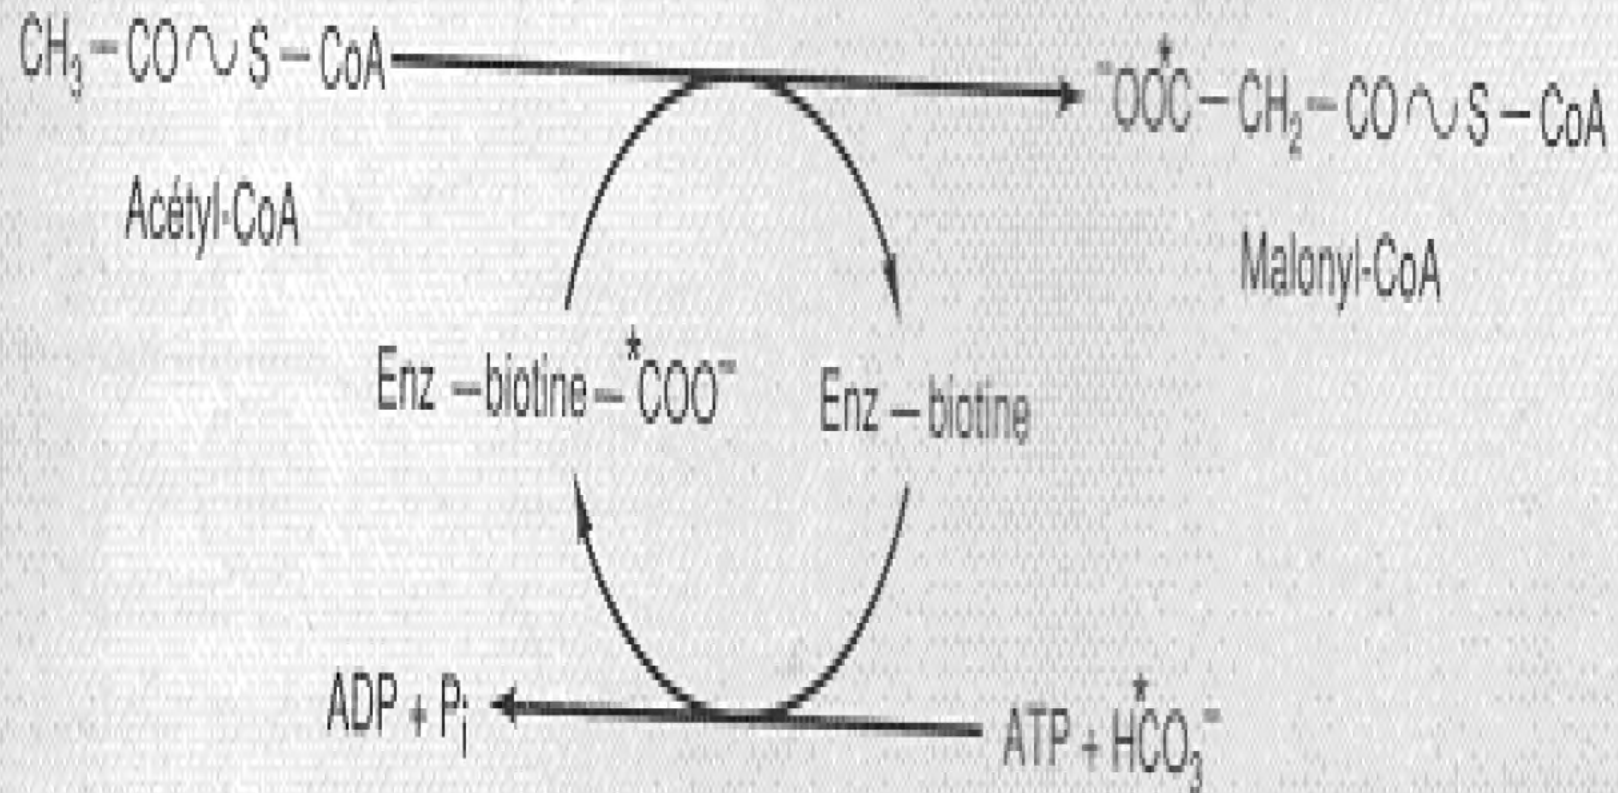 CH₃–CO~S–CoA
*
⁻OOC–CH₂–CO~S–CoA
Acétyl-CoA
Malonyl-CoA
*
Enz–biotine–COO⁻
Enz–biotine
ADP + Pᵢ
*
ATP + HCO₃⁻